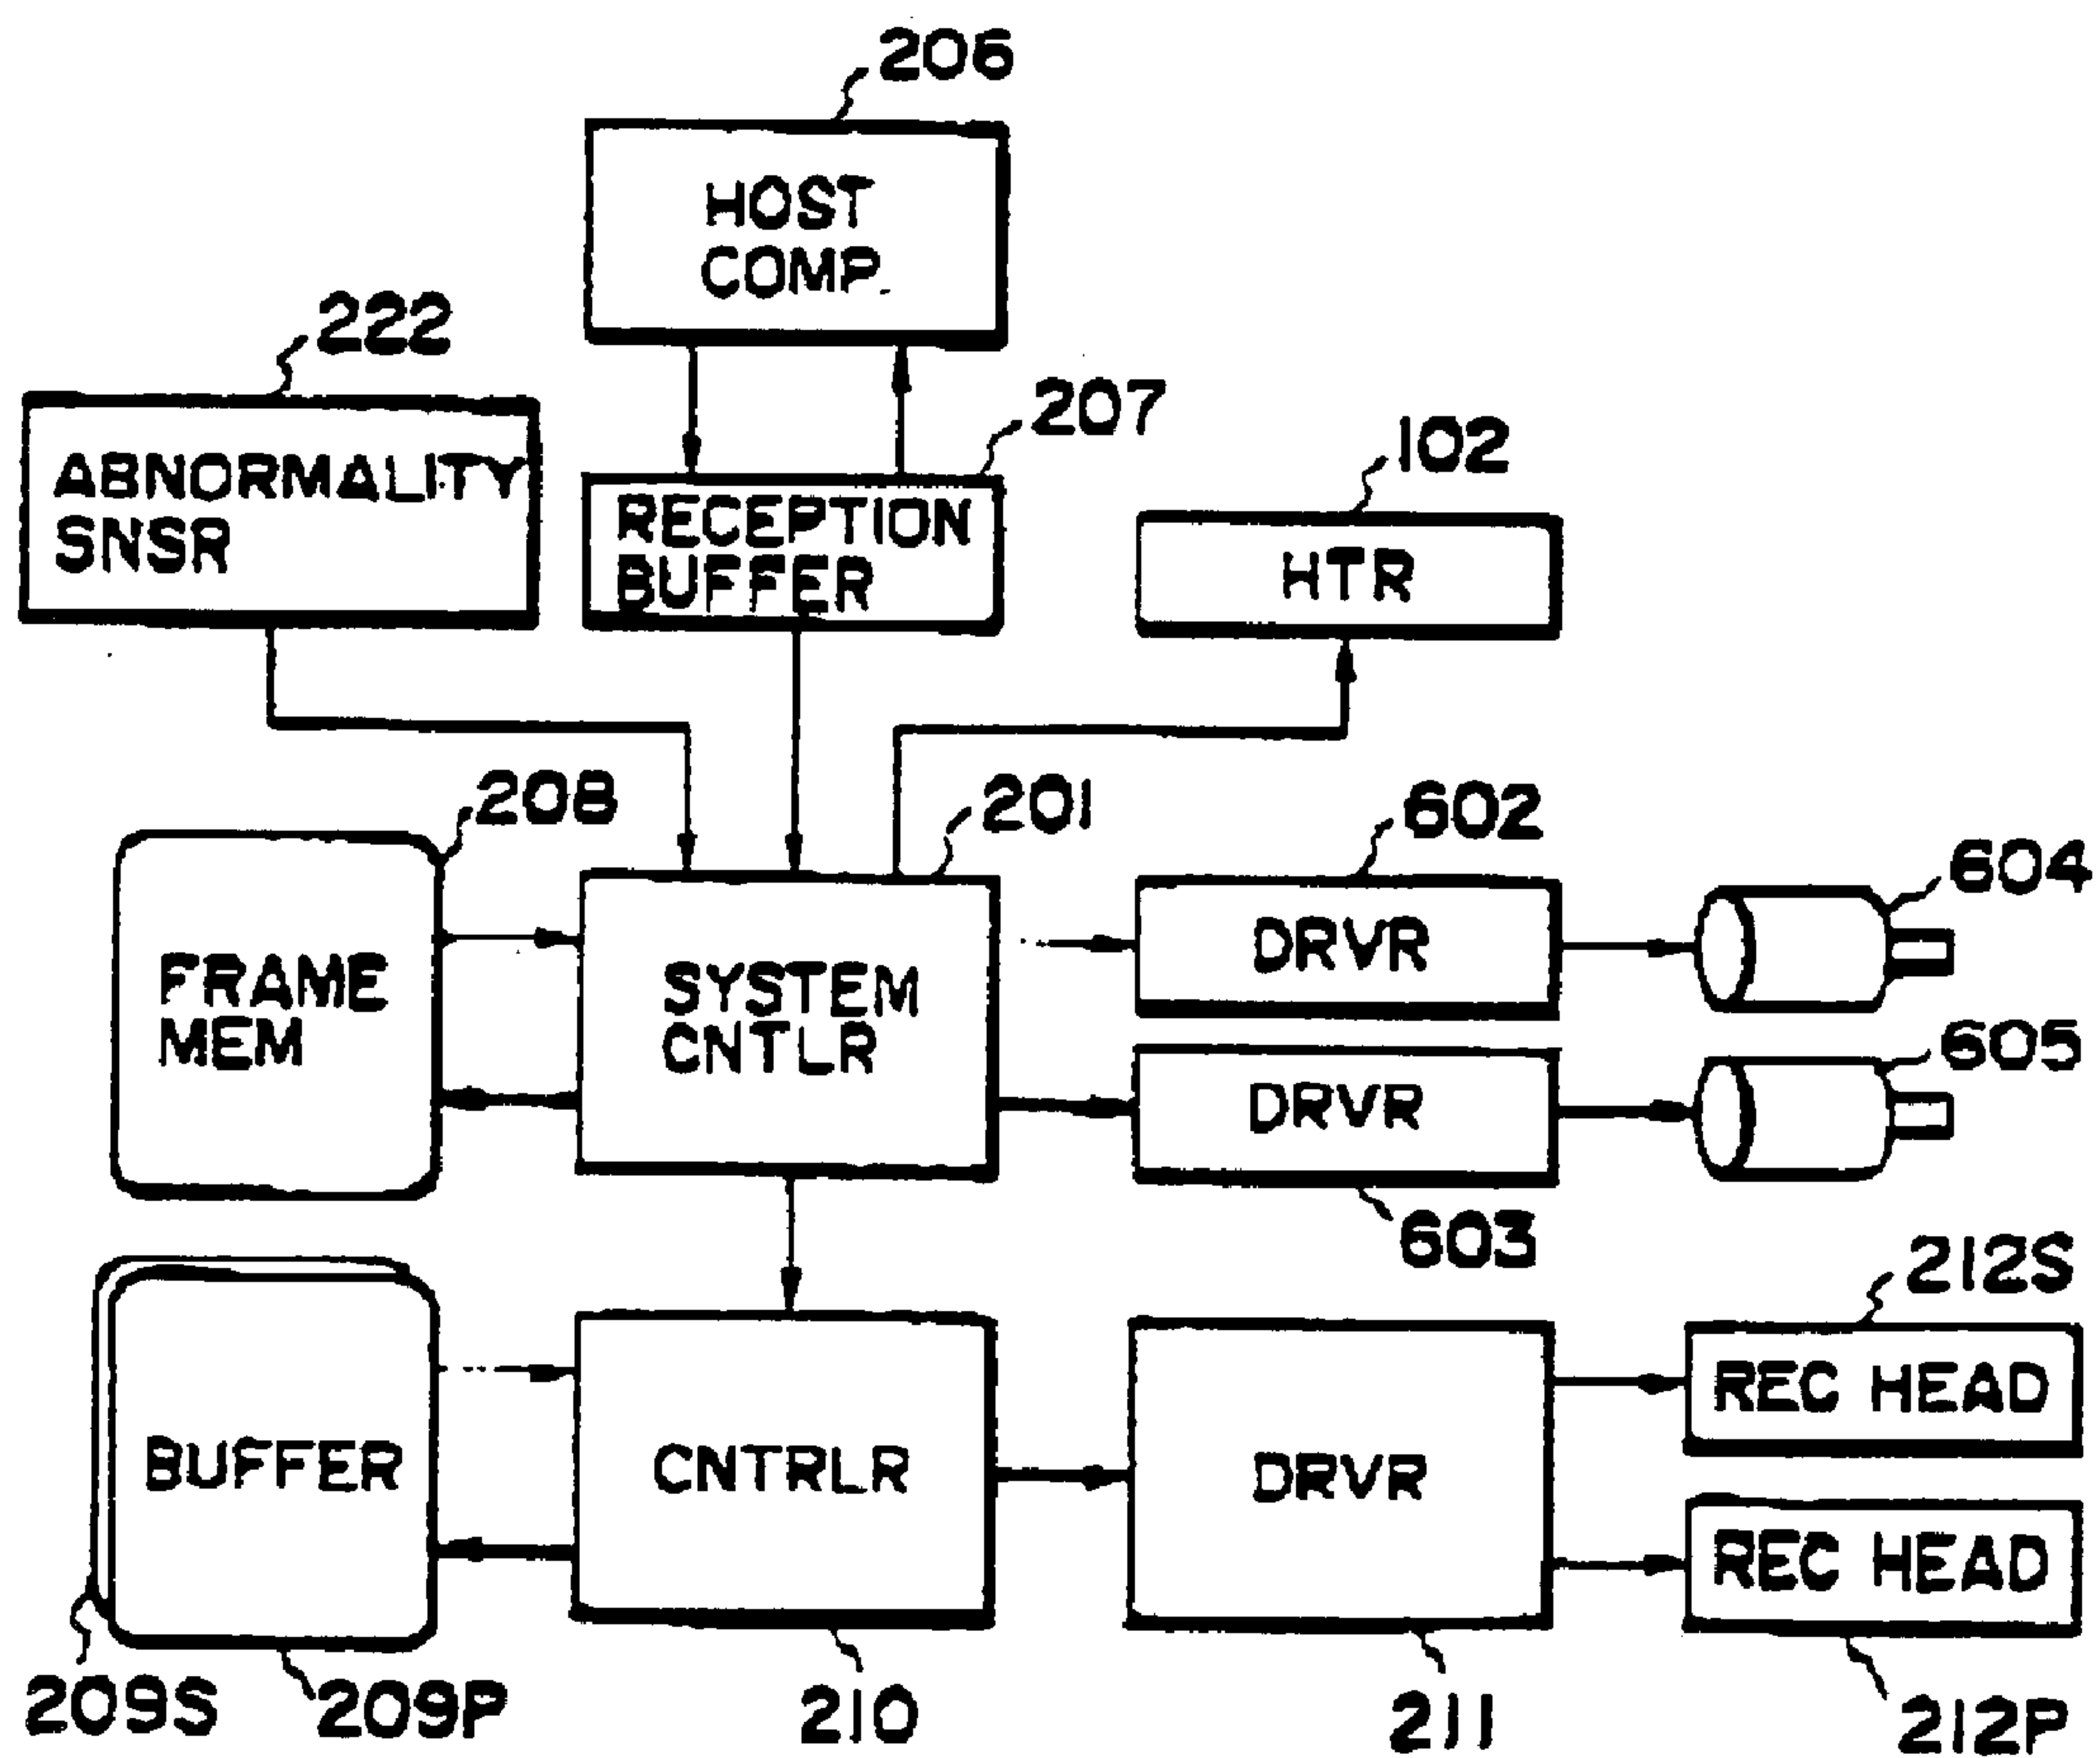 206
HOST
COMP.
222
207
102
ABNORMALITY
SNSR
RECEPTION
BUFFER
HTR
208
201
602
604
FRAME
MEM
SYSTEM
CNTLR
DRVR
605
DRVR
603
212S
REC HEAD
BUFFER
CNTRLR
DRVR
REC HEAD
209S
209P
210
211
212P